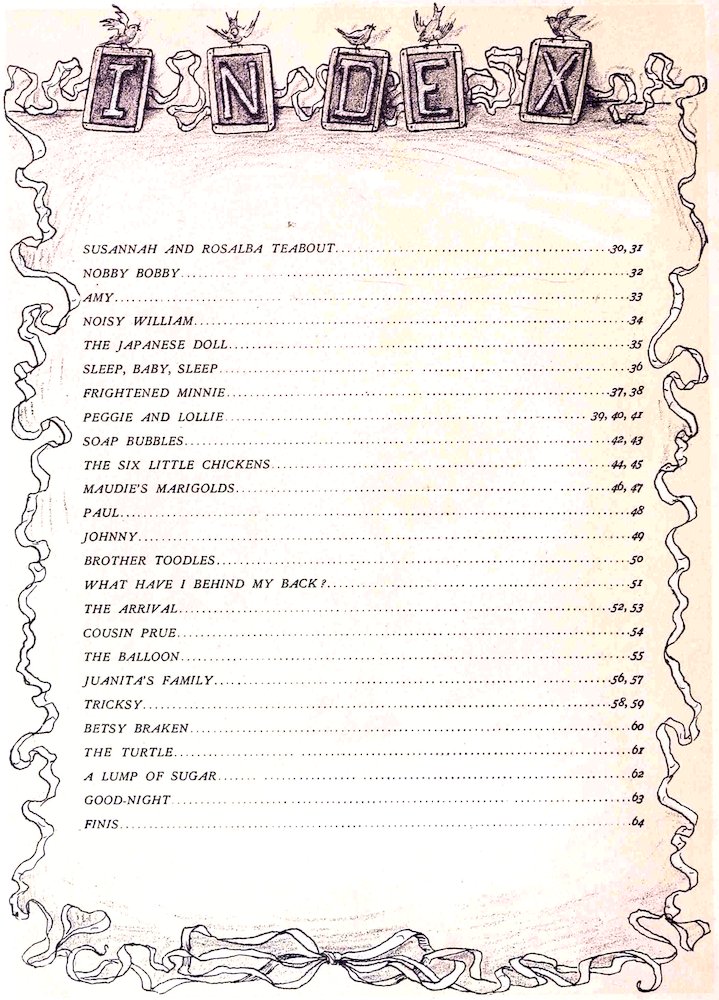 INDEX
SUSANNAH AND ROSALBA TEABOUT 30, 31
NOBBY BOBBY 32
AMY 33
NOISY WILLIAM 34
THE JAPANESE DOLL 35
SLEEP, BABY, SLEEP 36
FRIGHTENED MINNIE 37, 38
PEGGIE AND LOLLIE 39, 40, 41
SOAP BUBBLES 42, 43
THE SIX LITTLE CHICKENS 44, 45
MAUDIE'S MARIGOLDS 46, 47
PAUL 48
JOHNNY 49
BROTHER TOODLES 50
WHAT HAVE I BEHIND MY BACK? 51
THE ARRIVAL 52, 53
COUSIN PRUE 54
THE BALLOON 55
JUANITA'S FAMILY 56, 57
TRICKSY 58, 59
BETSY BRAKEN 60
THE TURTLE 61
A LUMP OF SUGAR 62
GOOD-NIGHT 63
FINIS 64